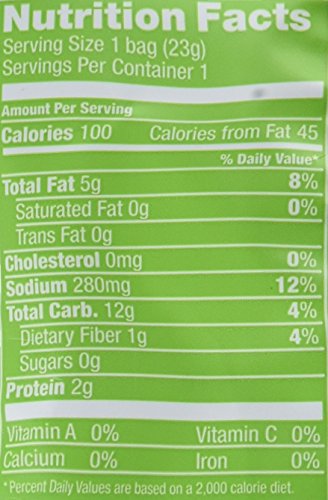 Nutrition Facts
Serving Size 1 bag (23g)
Servings Per Container 1
Amount Per Serving
Calories 100 Calories from Fat 45
% Daily Value*
Total Fat 5g 8%
Saturated Fat 0g 0%
Trans Fat 0g
Cholesterol 0mg 0%
Sodium 280mg 12%
Total Carb. 12g 4%
Dietary Fiber 1g 4%
Sugars 0g
Protein 2g
Vitamin A 0% Vitamin C 0%
Calcium 0% Iron 0%
*Percent Daily Values are based on a 2,000 calorie diet.